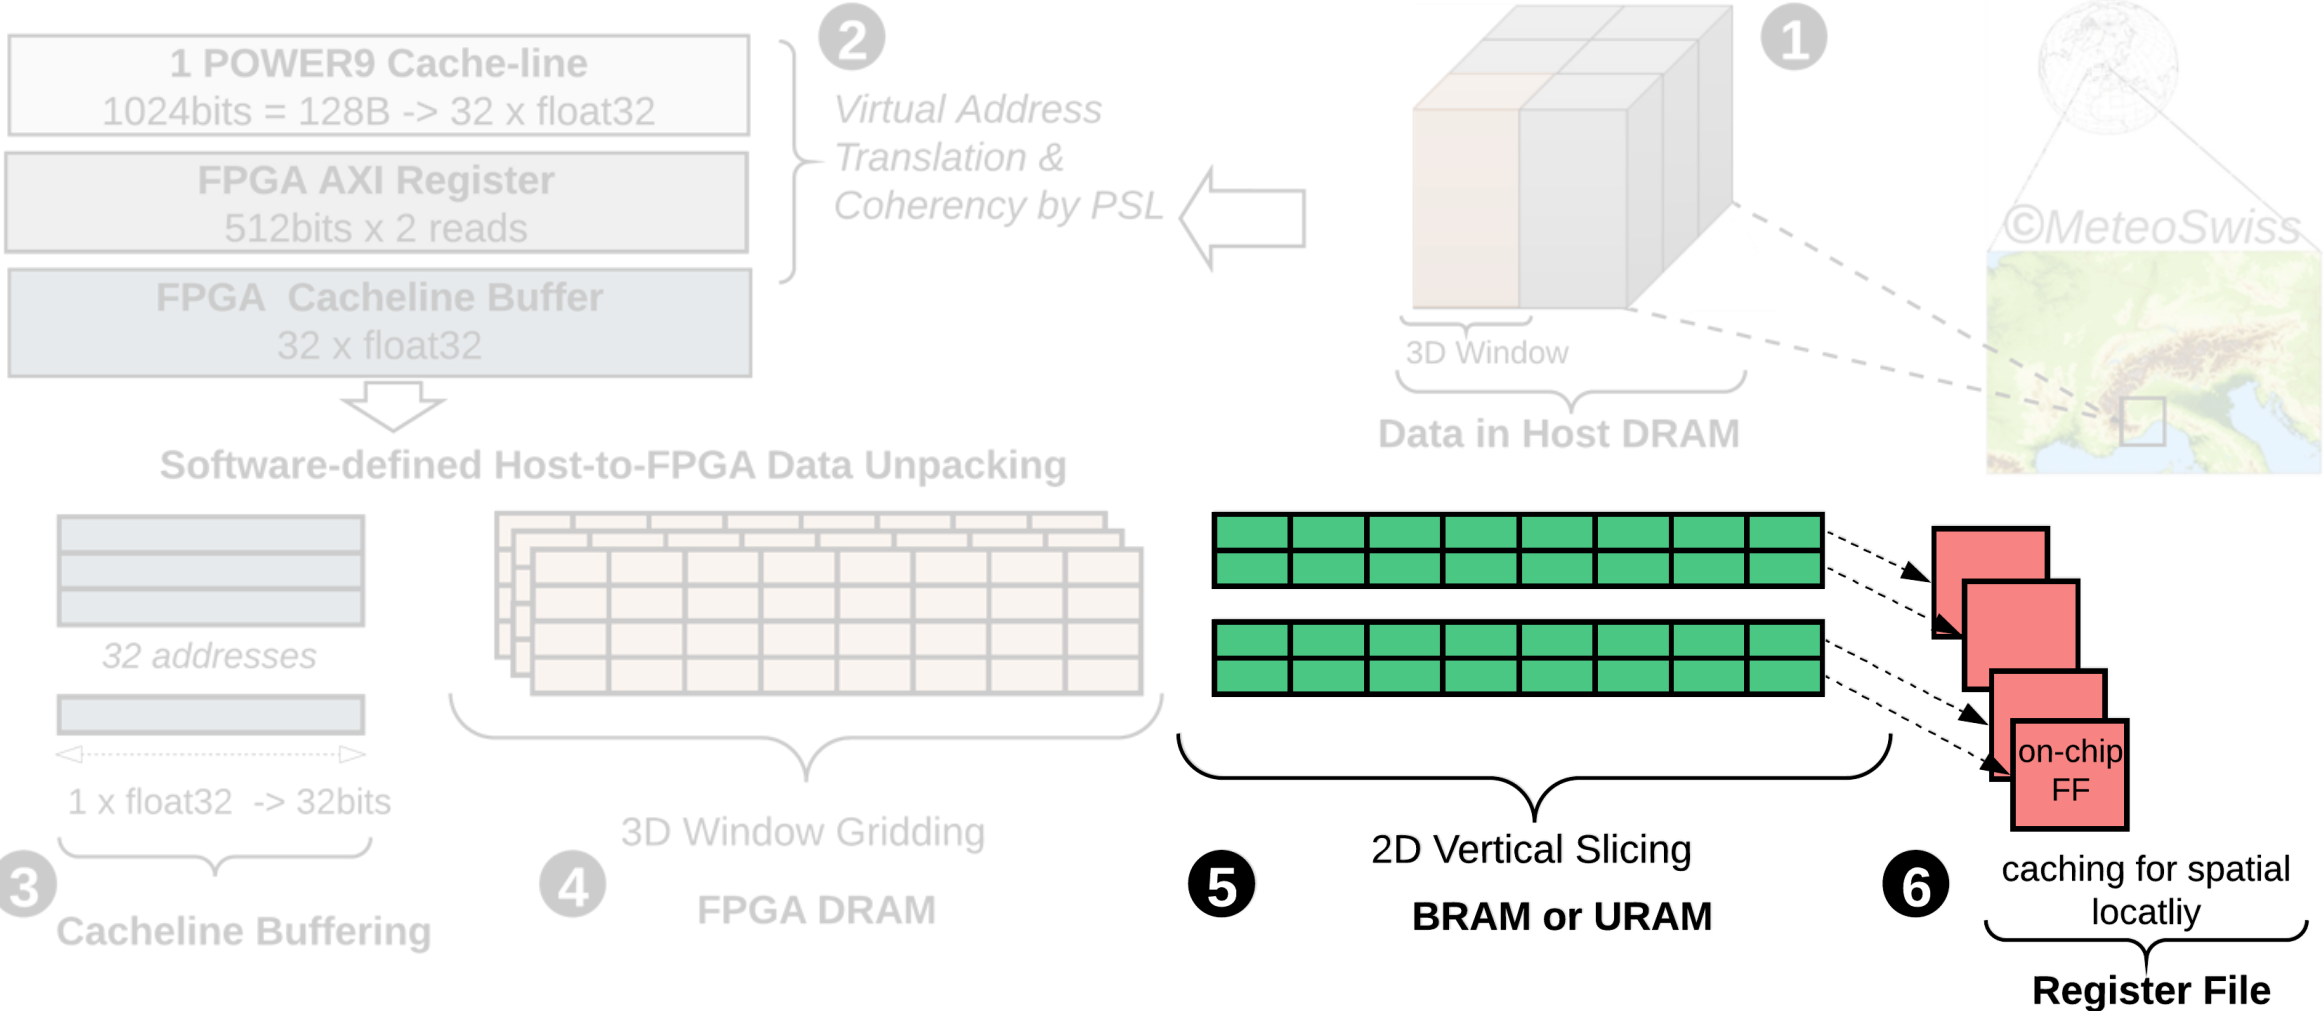 1 POWER9 Cache-line
1024bits = 128B -> 32 x float32
FPGA AXI Register
512bits x 2 reads
FPGA Cacheline Buffer
32 x float32
2
Virtual Address
Translation &
Coherency by PSL
1
3D Window
Data in Host DRAM
©MeteoSwiss
Software-defined Host-to-FPGA Data Unpacking
32 addresses
1 x float32 -> 32bits
3
Cacheline Buffering
4
3D Window Gridding
FPGA DRAM
5
2D Vertical Slicing
BRAM or URAM
on-chip
FF
6
caching for spatial
locatliy
Register File